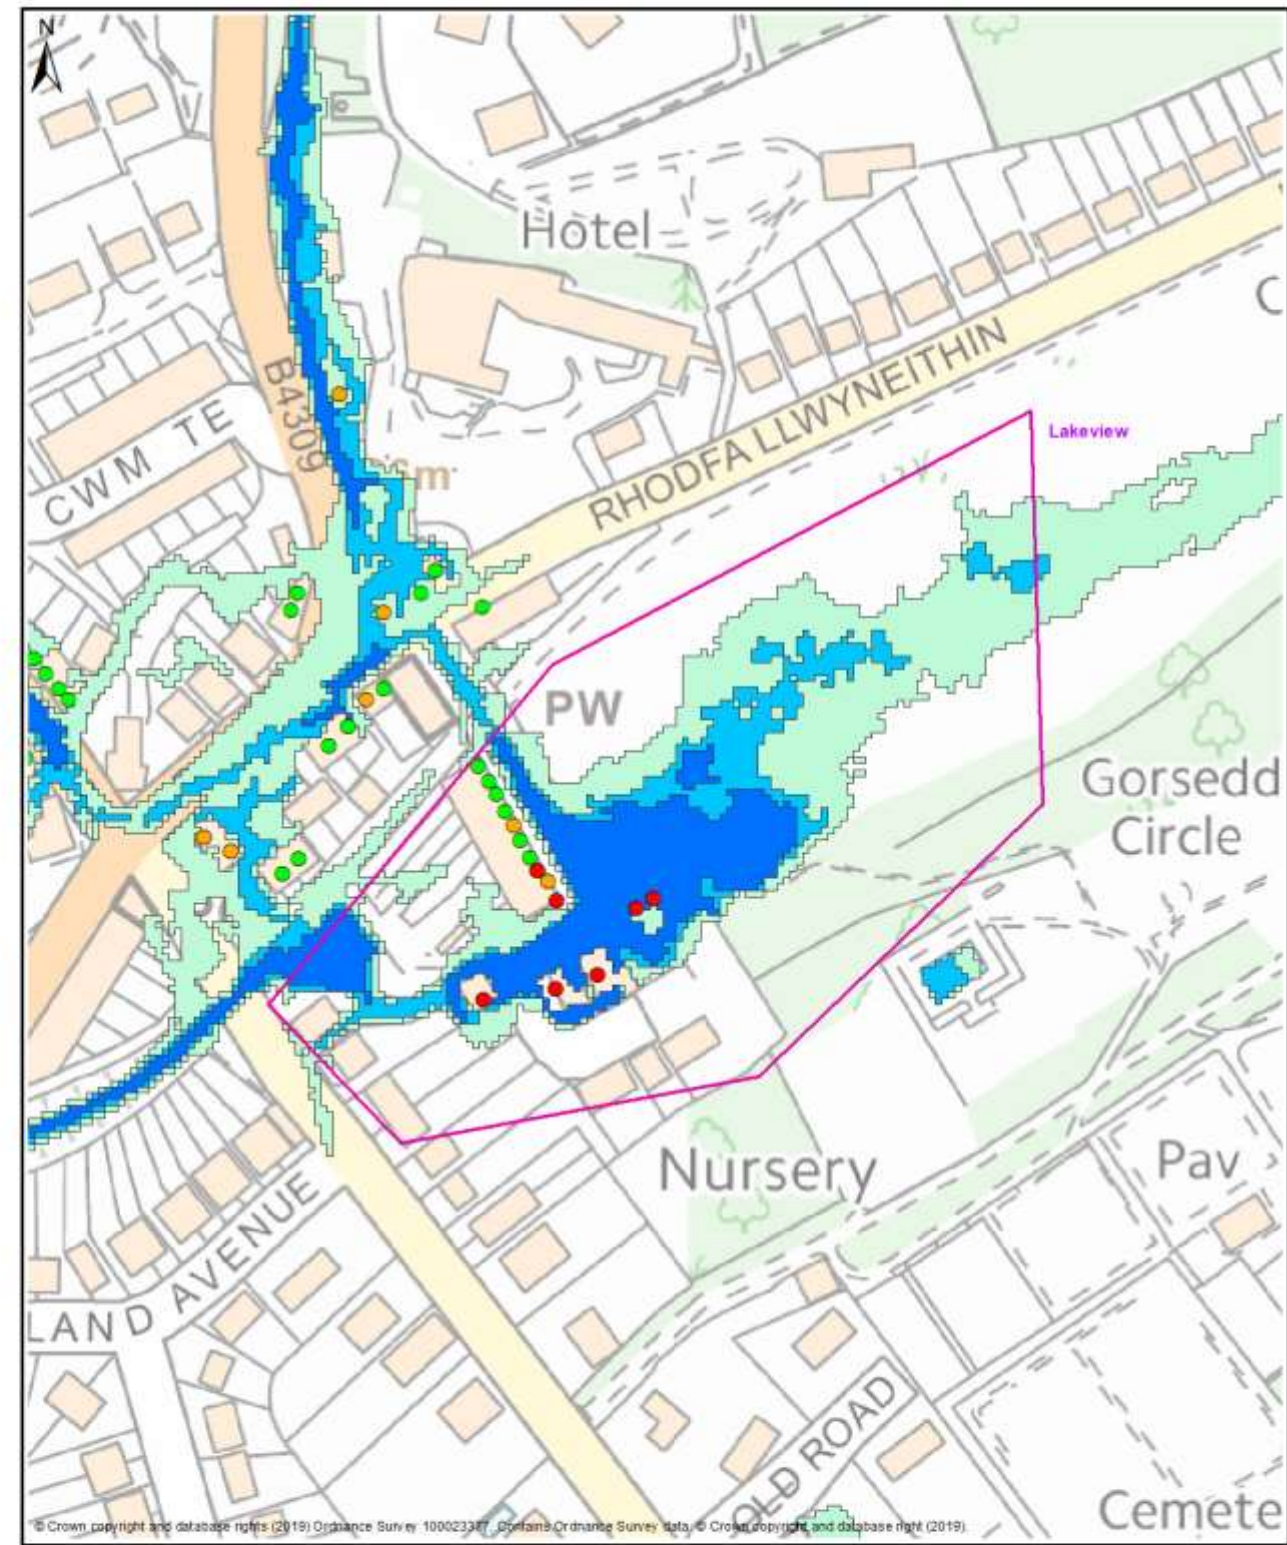 N
Hotel
C
B4309
CWM TE
Sm
RHODFA LLWYNEITHIN
Lakeview
PW
Gorsedd
Circle
Nursery
Pav
LAND AVENUE
OLD ROAD
Cemete
© Crown copyright and database rights (2019) Ordnance Survey 100023377. Contains Ordnance Survey data. © Crown copyright and database right (2019).